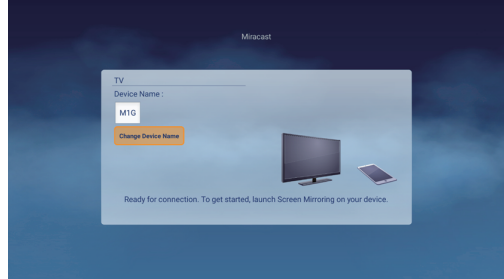 Miracast
TV
Device Name :
M1G
Change Device Name
Ready for connection. To get started, launch Screen Mirroring on your device.